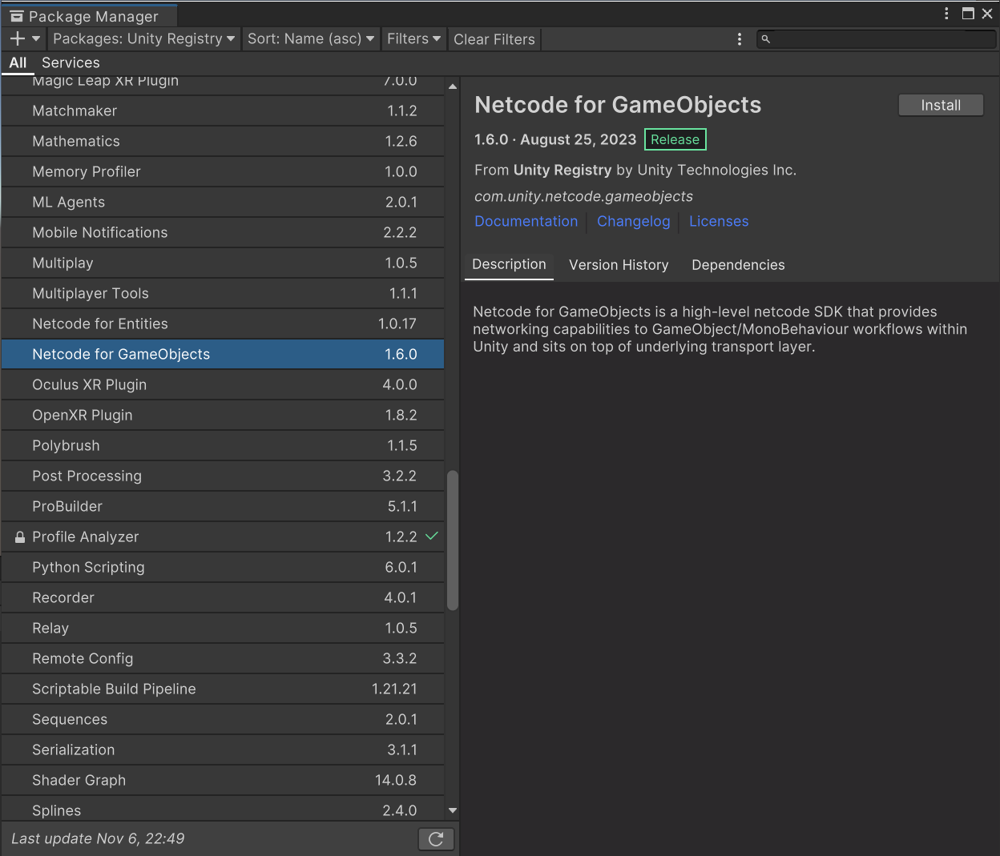 Package Manager
Packages: Unity Registry Sort: Name (asc) Filters Clear Filters
All Services
Magic Leap XR Plugin 7.0.0
Matchmaker 1.1.2
Mathematics 1.2.6
Memory Profiler 1.0.0
ML Agents 2.0.1
Mobile Notifications 2.2.2
Multiplay 1.0.5
Multiplayer Tools 1.1.1
Netcode for Entities 1.0.17
Netcode for GameObjects 1.6.0
Oculus XR Plugin 4.0.0
OpenXR Plugin 1.8.2
Polybrush 1.1.5
Post Processing 3.2.2
ProBuilder 5.1.1
Profile Analyzer 1.2.2
Python Scripting 6.0.1
Recorder 4.0.1
Relay 1.0.5
Remote Config 3.3.2
Scriptable Build Pipeline 1.21.21
Sequences 2.0.1
Serialization 3.1.1
Shader Graph 14.0.8
Splines 2.4.0
Last update Nov 6, 22:49
Netcode for GameObjects
Install
1.6.0 · August 25, 2023 Release
From Unity Registry by Unity Technologies Inc.
com.unity.netcode.gameobjects
Documentation Changelog Licenses
Description Version History Dependencies
Netcode for GameObjects is a high-level netcode SDK that provides
networking capabilities to GameObject/MonoBehaviour workflows within
Unity and sits on top of underlying transport layer.